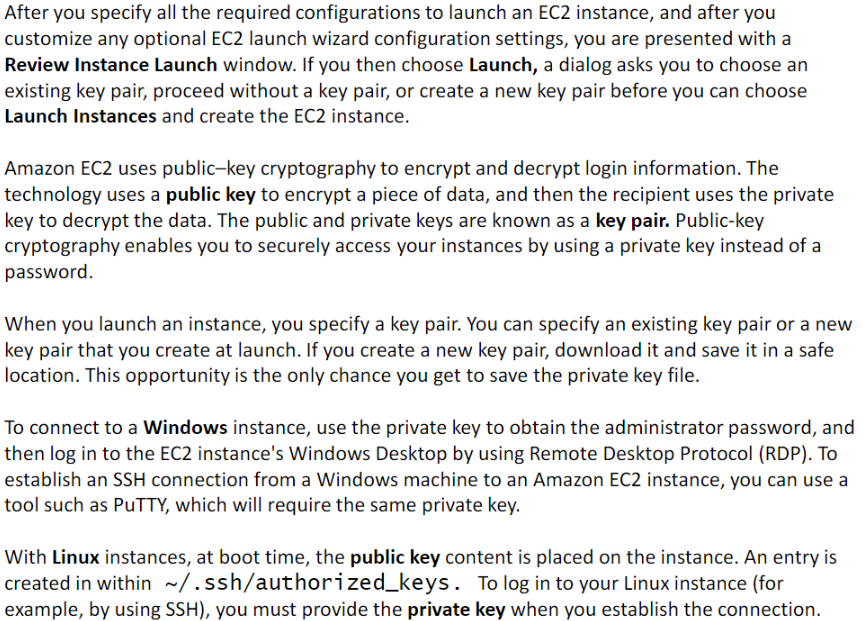 After you specify all the required configurations to launch an EC2 instance, and after you
customize any optional EC2 launch wizard configuration settings, you are presented with a
Review Instance Launch window. If you then choose Launch, a dialog asks you to choose an
existing key pair, proceed without a key pair, or create a new key pair before you can choose
Launch Instances and create the EC2 instance.
Amazon EC2 uses public–key cryptography to encrypt and decrypt login information. The
technology uses a public key to encrypt a piece of data, and then the recipient uses the private
key to decrypt the data. The public and private keys are known as a key pair. Public-key
cryptography enables you to securely access your instances by using a private key instead of a
password.
When you launch an instance, you specify a key pair. You can specify an existing key pair or a new
key pair that you create at launch. If you create a new key pair, download it and save it in a safe
location. This opportunity is the only chance you get to save the private key file.
To connect to a Windows instance, use the private key to obtain the administrator password, and
then log in to the EC2 instance's Windows Desktop by using Remote Desktop Protocol (RDP). To
establish an SSH connection from a Windows machine to an Amazon EC2 instance, you can use a
tool such as PuTTY, which will require the same private key.
With Linux instances, at boot time, the public key content is placed on the instance. An entry is
created in within ~/.ssh/authorized_keys. To log in to your Linux instance (for
example, by using SSH), you must provide the private key when you establish the connection.